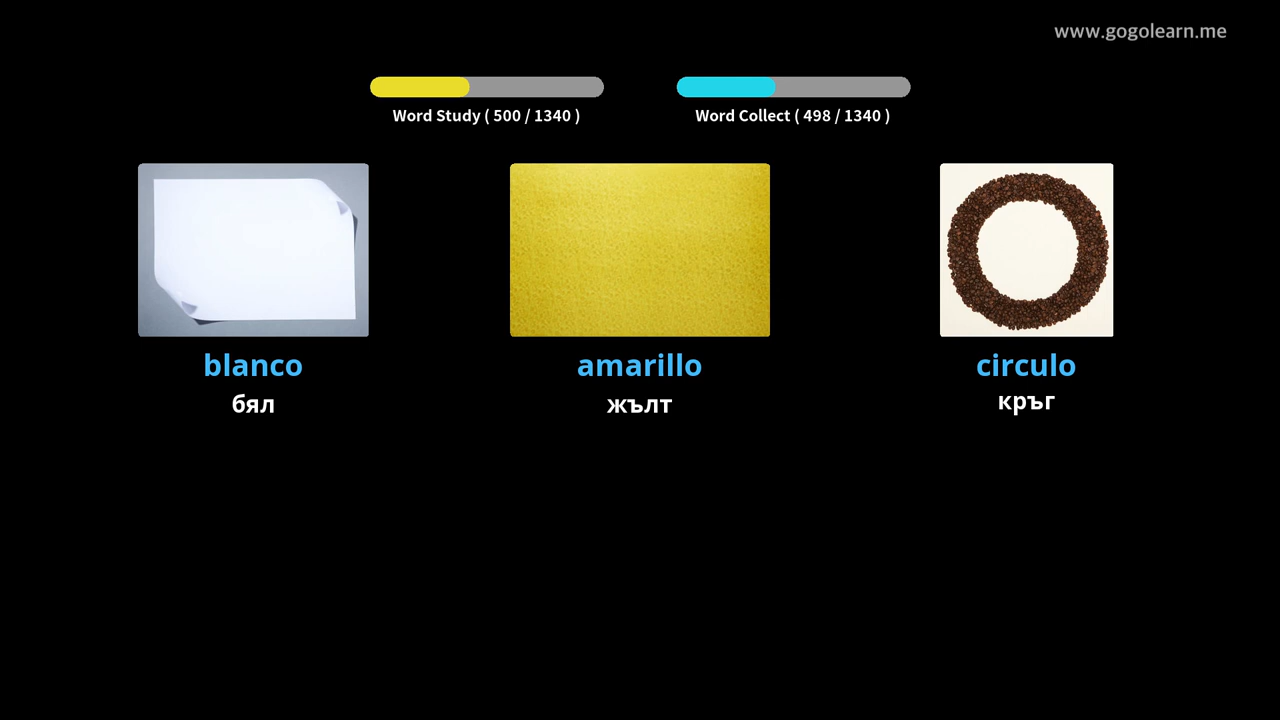 www.gogolearn.me
Word Study ( 500 / 1340 )
Word Collect ( 498 / 1340 )
blanco
бял
amarillo
жълт
circulo
кръг